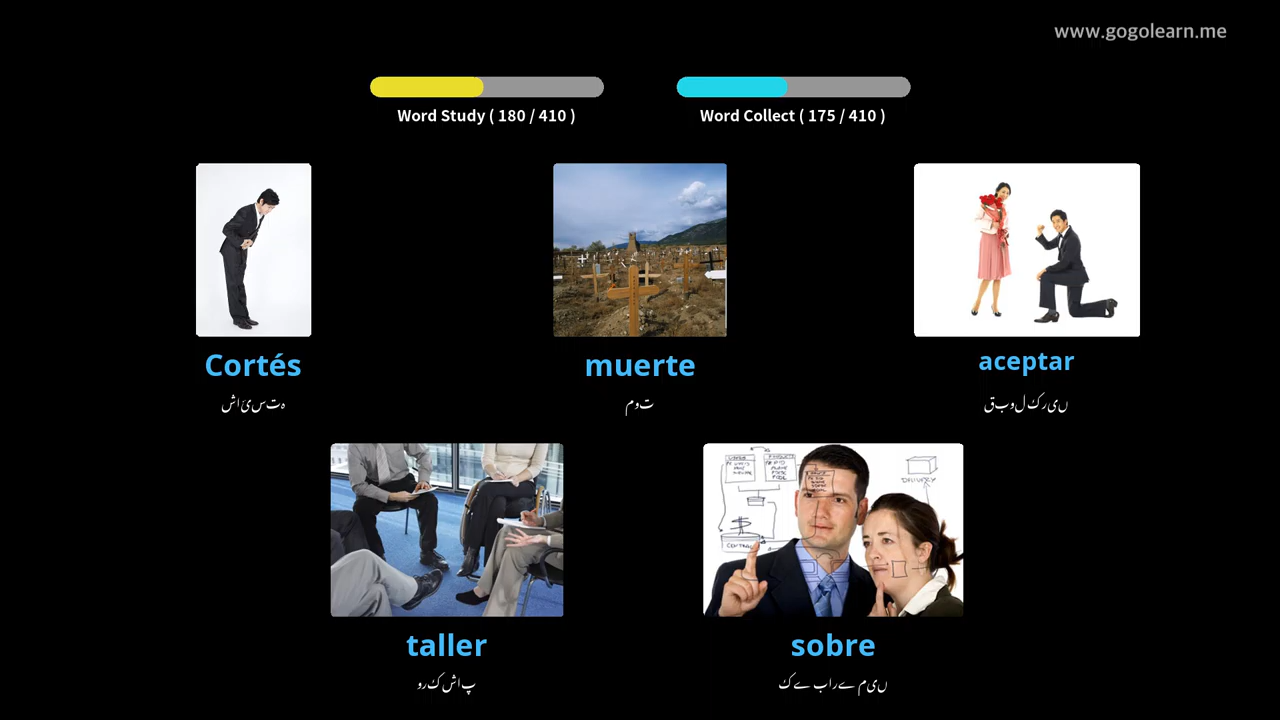 www.gogolearn.me
Word Study ( 180 / 410 )
Word Collect ( 175 / 410 )
Cortés
شائستہ
muerte
موت
aceptar
قبول کریں
taller
ورکشاپ
sobre
کے بارے میں